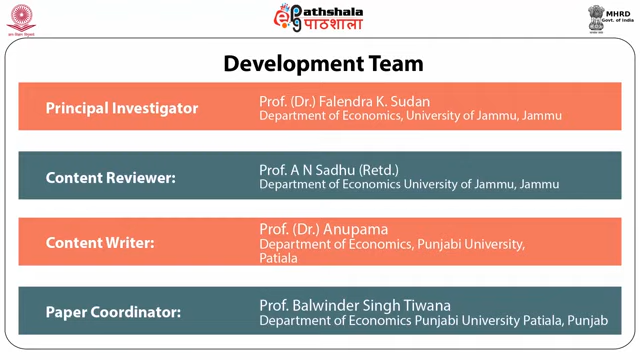 ePathshala
पाठशाला
MHRD
Govt. of India
Development Team
Principal Investigator
Prof. (Dr.) Falendra K. Sudan
Department of Economics, University of Jammu, Jammu
Content Reviewer:
Prof. A N Sadhu (Retd.)
Department of Economics University of Jammu, Jammu
Content Writer:
Prof. (Dr.) Anupama
Department of Economics, Punjabi University,
Patiala
Paper Coordinator:
Prof. Balwinder Singh Tiwana
Department of Economics Punjabi University Patiala, Punjab